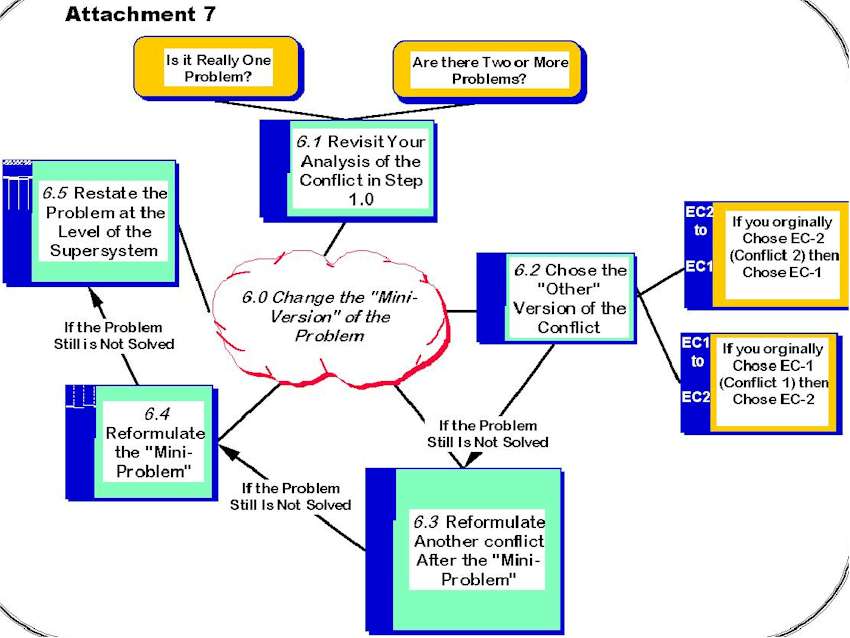 Attachment 7
Is it Really One
Problem?
Are there Two or More
Problems?
6.1 Revisit Your
Analysis of the
Conflict in Step
1.0
6.5 Restate the
Problem at the
Level of the
Supersystem
6.0 Change the "Mini-
Version" of the
Problem
6.2 Chose the
"Other"
Version of the
Conflict
EC2
to
EC1
If you orginally
Chose EC-2
(Conflict 2) then
Chose EC-1
EC1
to
EC2
If you orginally
Chose EC-1
(Conflict 1) then
Chose EC-2
If the Problem
Still is Not Solved
6.4
Reformulate
the "Mini-
Problem"
If the Problem
Still Is Not Solved
If the Problem
Still Is Not Solved
6.3 Reformulate
Another conflict
After the "Mini-
Problem"